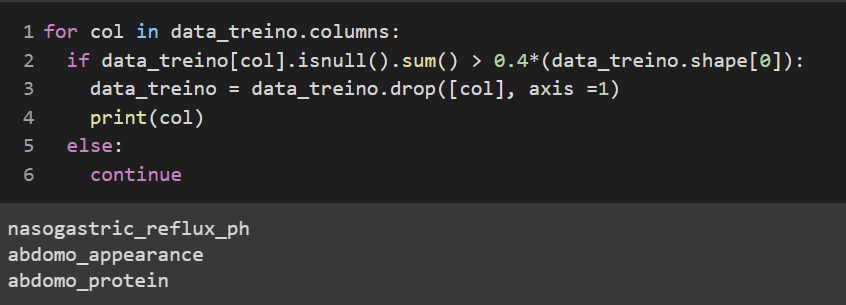 1 for col in data_treino.columns:
2   if data_treino[col].isnull().sum() > 0.4*(data_treino.shape[0]):
3     data_treino = data_treino.drop([col], axis =1)
4     print(col)
5   else:
6     continue
nasogastric_reflux_ph
abdomo_appearance
abdomo_protein